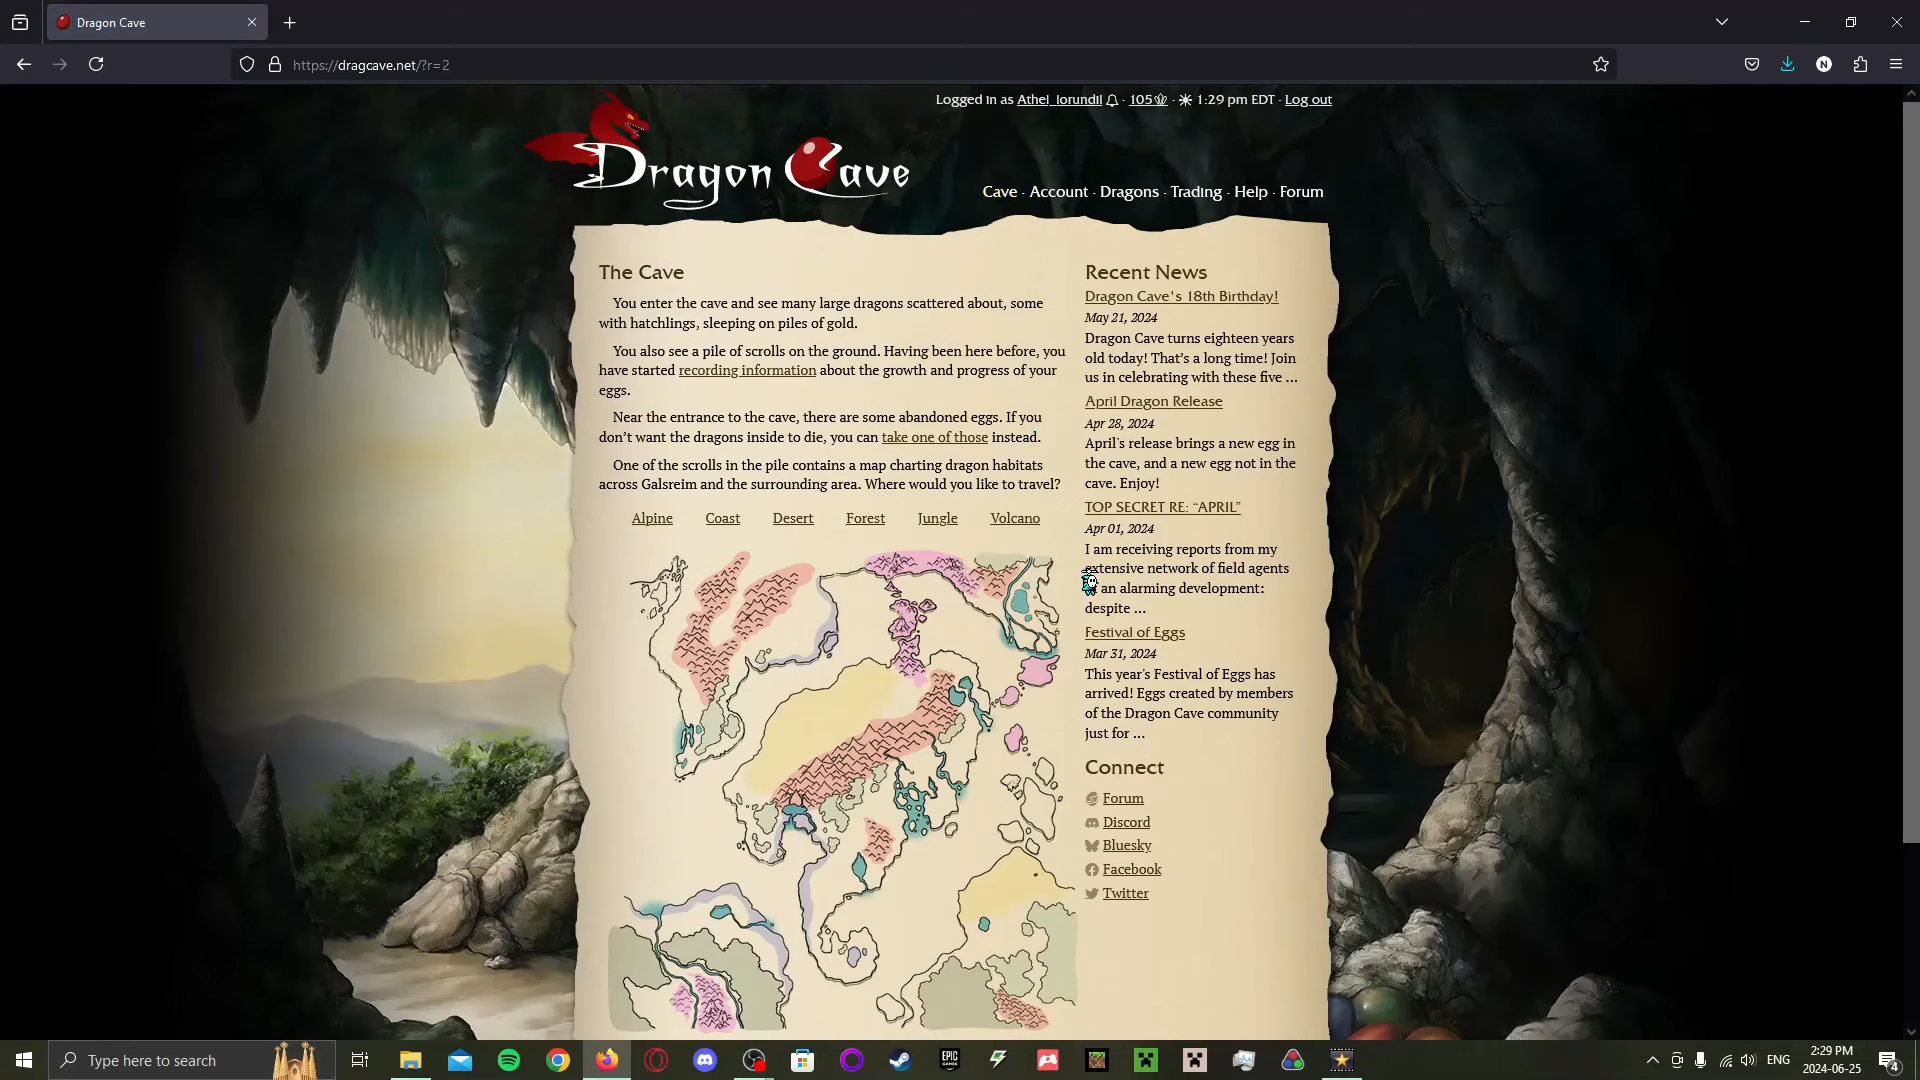 Dragon Cave
https://dragcave.net/?r=2
Logged in as Athel_lorundil · 105 · 1:29 pm EDT · Log out
Dragon Cave
Cave · Account · Dragons · Trading · Help · Forum
The Cave
You enter the cave and see many large dragons scattered about, some
with hatchlings, sleeping on piles of gold.
You also see a pile of scrolls on the ground. Having been here before, you
have started recording information about the growth and progress of your
eggs.
Near the entrance to the cave, there are some abandoned eggs. If you
don’t want the dragons inside to die, you can take one of those instead.
One of the scrolls in the pile contains a map charting dragon habitats
across Galsreim and the surrounding area. Where would you like to travel?
Alpine Coast Desert Forest Jungle Volcano
Recent News
Dragon Cave's 18th Birthday!
May 21, 2024
Dragon Cave turns eighteen years
old today! That’s a long time! Join
us in celebrating with these five ...
April Dragon Release
Apr 28, 2024
April's release brings a new egg in
the cave, and a new egg not in the
cave. Enjoy!
TOP SECRET RE: “APRIL”
Apr 01, 2024
I am receiving reports from my
extensive network of field agents
an alarming development:
despite ...
Festival of Eggs
Mar 31, 2024
This year's Festival of Eggs has
arrived! Eggs created by members
of the Dragon Cave community
just for ...
Connect
Forum
Discord
Bluesky
Facebook
Twitter
Type here to search
ENG
2:29 PM
2024-06-25
4